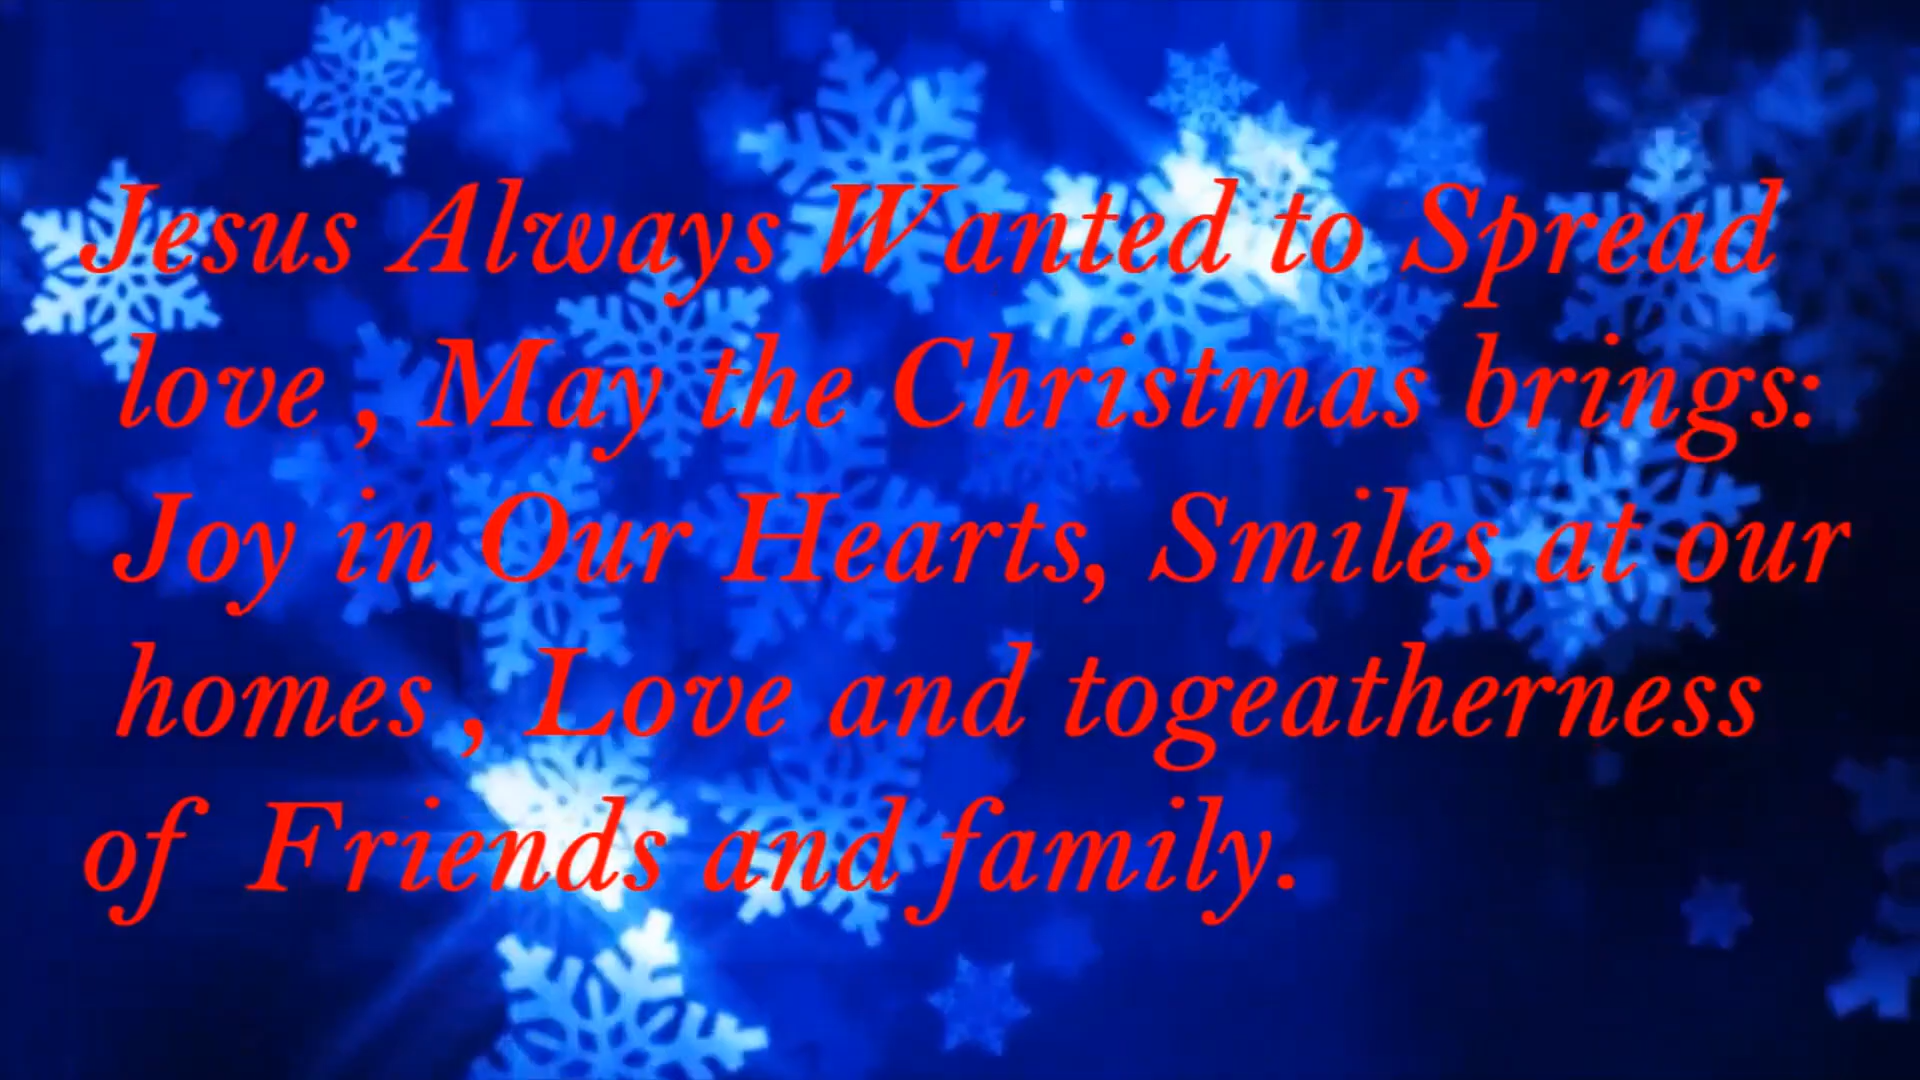 Jesus Always Wanted to Spread
love , May the Christmas brings:
Joy in Our Hearts, Smiles at our
homes , Love and togeatherness
of Friends and family.